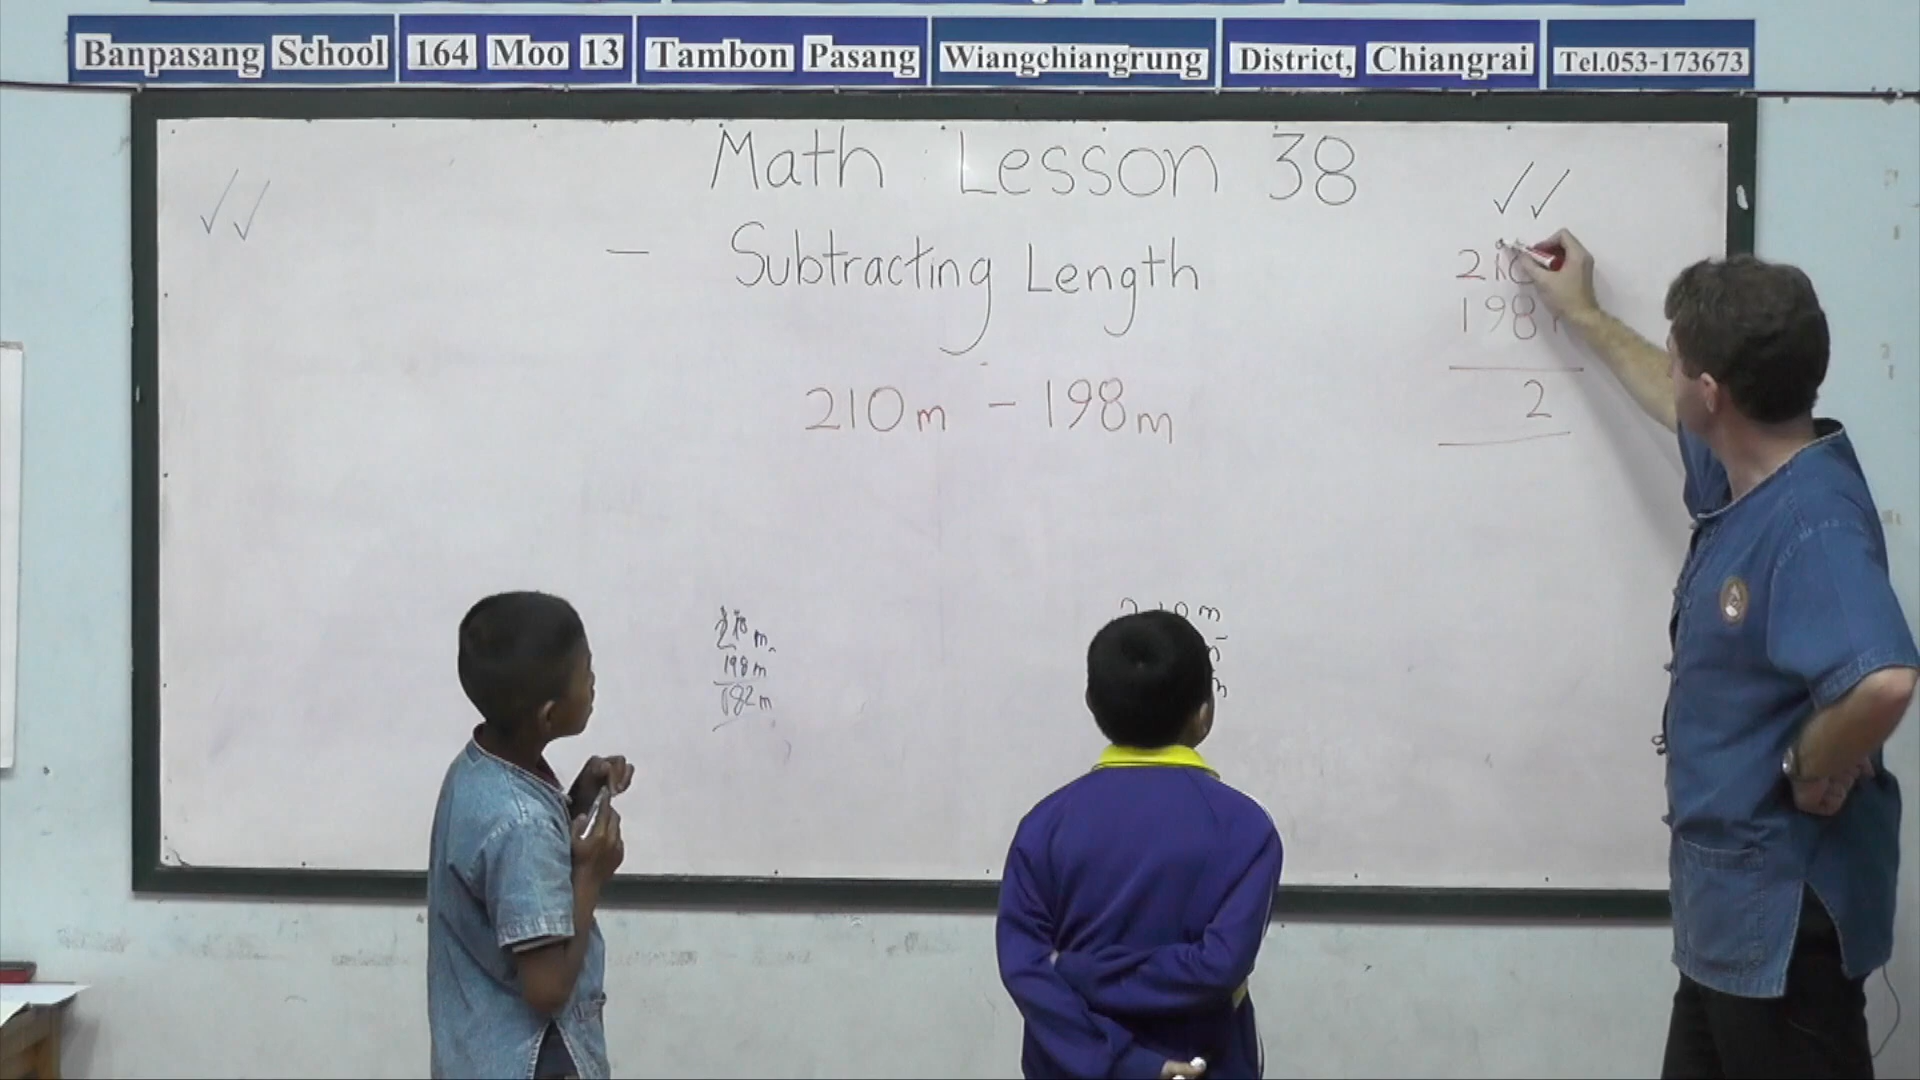 Banpasang School 164 Moo 13 Tambon Pasang Wiangchiangrung District, Chiangrai Tel.053-173673
Math Lesson 38
- Subtracting Length
210m - 198m
198
2
198m
182m
m
m
m